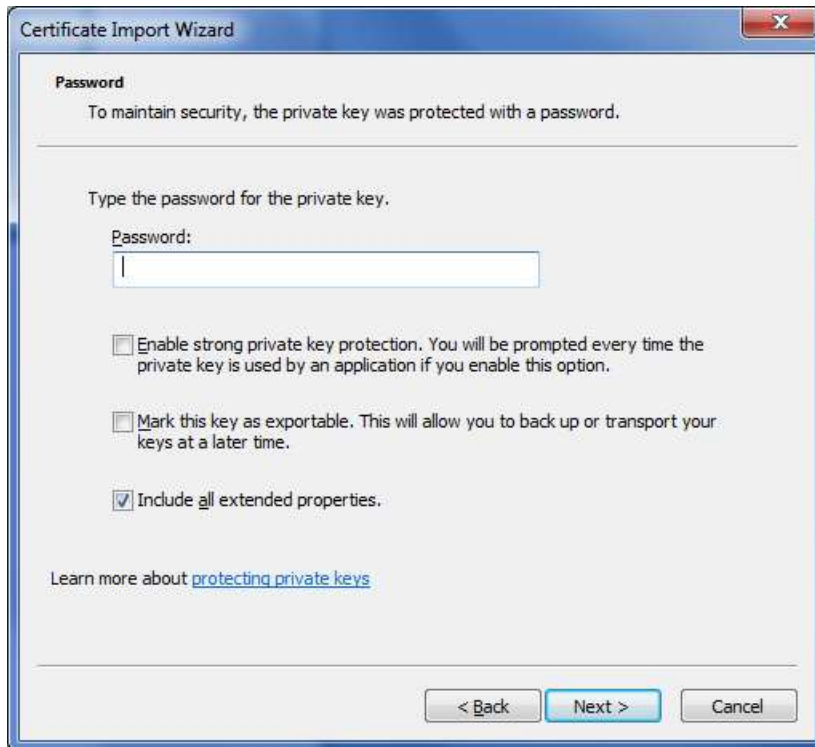 Certificate Import Wizard
Password
To maintain security, the private key was protected with a password.
Type the password for the private key.
Password:
Enable strong private key protection. You will be prompted every time the
private key is used by an application if you enable this option.
Mark this key as exportable. This will allow you to back up or transport your
keys at a later time.
Include all extended properties.
Learn more about protecting private keys
< Back Next > Cancel